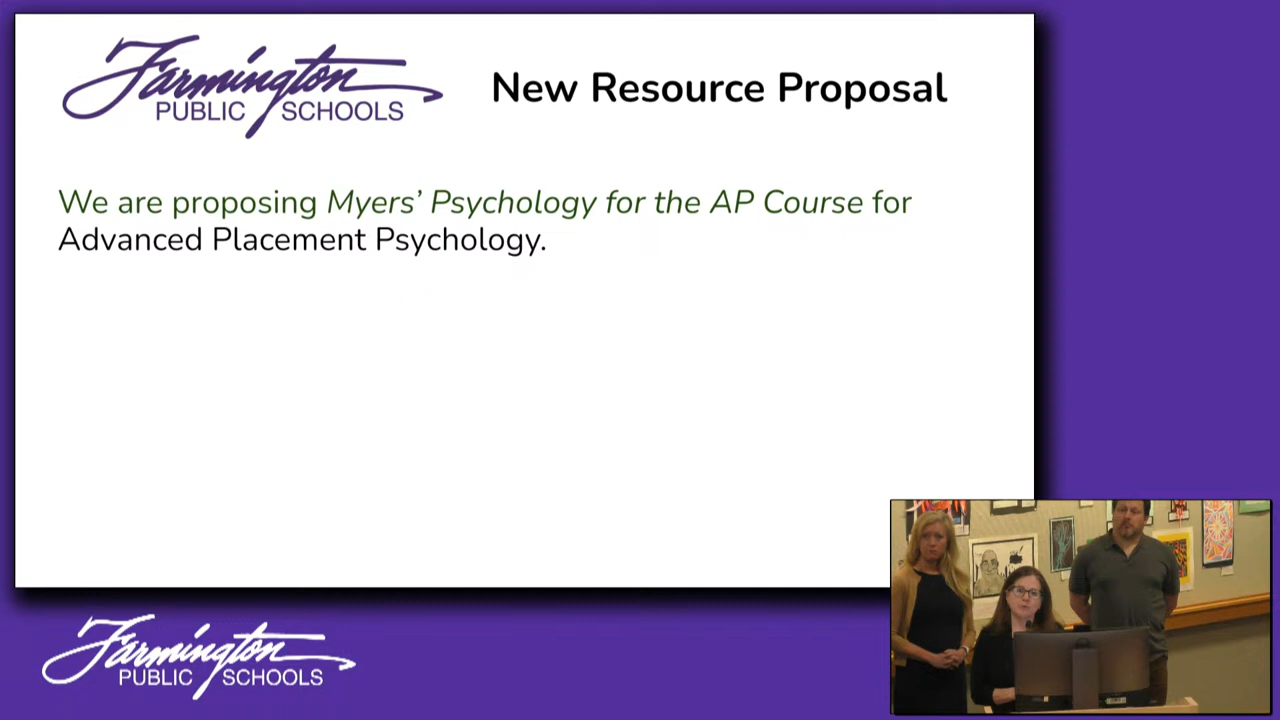 Farmington
PUBLIC SCHOOLS
New Resource Proposal
We are proposing Myers’ Psychology for the AP Course for
Advanced Placement Psychology.
Farmington
PUBLIC SCHOOLS